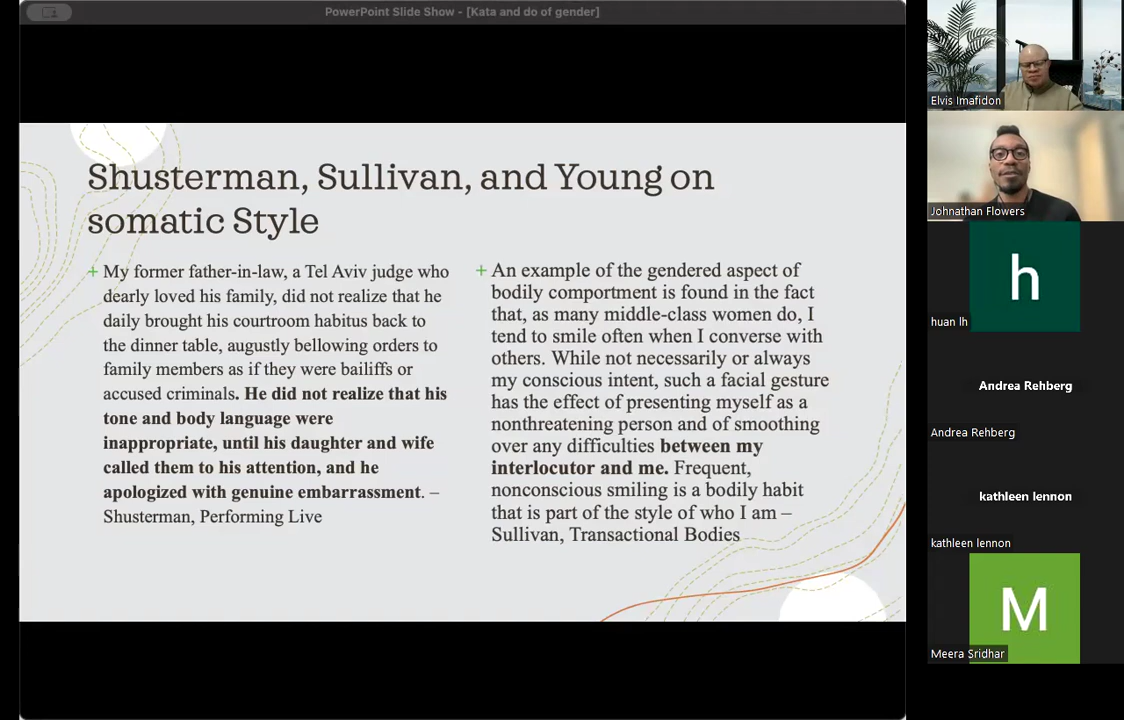 PowerPoint Slide Show - [Kata and do of gender]
Shusterman, Sullivan, and Young on
somatic Style
+ My former father-in-law, a Tel Aviv judge who
dearly loved his family, did not realize that he
daily brought his courtroom habitus back to
the dinner table, augustly bellowing orders to
family members as if they were bailiffs or
accused criminals. He did not realize that his
tone and body language were
inappropriate, until his daughter and wife
called them to his attention, and he
apologized with genuine embarrassment. –
Shusterman, Performing Live
+ An example of the gendered aspect of
bodily comportment is found in the fact
that, as many middle-class women do, I
tend to smile often when I converse with
others. While not necessarily or always
my conscious intent, such a facial gesture
has the effect of presenting myself as a
nonthreatening person and of smoothing
over any difficulties between my
interlocutor and me. Frequent,
nonconscious smiling is a bodily habit
that is part of the style of who I am –
Sullivan, Transactional Bodies
Elvis Imafidon
Johnathan Flowers
h
huan lh
Andrea Rehberg
Andrea Rehberg
kathleen lennon
kathleen lennon
M
Meera Sridhar